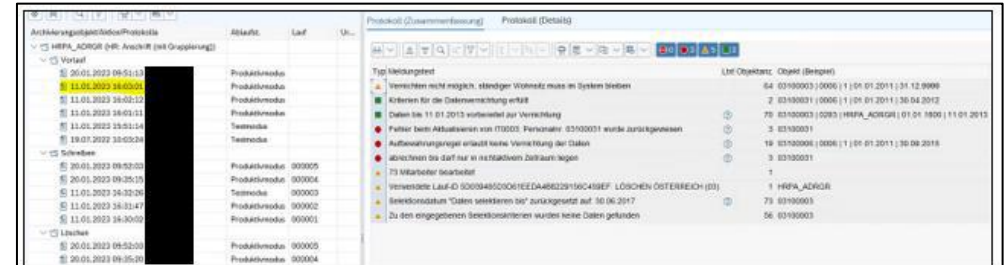 Protokoll (Zusammenfassung) Protokoll (Details)
Archivierungsobjekt/Aktion/Protokolle Ablaufst. Lauf Ur...
HRPA_ADRGR (HR: Anschrift (mit Gruppierung))
Vorlauf
20.01.2023 09:51:13 Produktivmodus
11.01.2023 16:03:01 Produktivmodus
11.01.2023 16:02:12 Produktivmodus
11.01.2023 16:01:11 Produktivmodus
11.01.2023 15:51:14 Testmodus
19.07.2022 10:03:24 Testmodus
Schreiben
20.01.2023 09:52:02 Produktivmodus 000005
20.01.2023 09:35:15 Produktivmodus 000004
11.01.2023 16:32:26 Testmodus 000003
11.01.2023 16:31:47 Produktivmodus 000002
11.01.2023 16:30:02 Produktivmodus 000001
Löschen
20.01.2023 09:52:03 Produktivmodus 000005
20.01.2023 09:35:20 Produktivmodus 000004
Typ Meldungstext Ltxt Objektanz. Objekt (Beispiel)
Vernichten nicht möglich, ständiger Wohnsitz muss im System bleiben 64 03100003 | 0006 | 1 | 01.01.2011 | 31.12.9999
Kriterien für die Datenvernichtung erfüllt 2 03100031 | 0006 | 1 | 01.01.2011 | 30.04.2012
Daten bis 11.01.2013 vorbereitet zur Vernichtung 70 03100003 | 0283 | HRPA_ADRGR | 01.01.1800 | 11.01.2013
Fehler beim Aktualisieren von IT0003, Personalnr. 03100031 wurde zurückgewiesen 3 03100031
Aufbewahrungsregel erlaubt keine Vernichtung der Daten 19 03100006 | 0006 | 1 | 01.01.2011 | 30.09.2015
abrechnen bis darf nur in nichtaktivem Zeitraum liegen 3 03100031
73 Mitarbeiter bearbeitet 1
Verwendete Lauf-ID LÖSCHEN ÖSTERREICH (03) 1 HRPA_ADRGR
Selektionsdatum "Daten selektieren bis" zurückgesetzt auf: 30.06.2017 73 03100003
Zu den eingegebenen Selektionskriterien wurden keine Daten gefunden 56 03100003